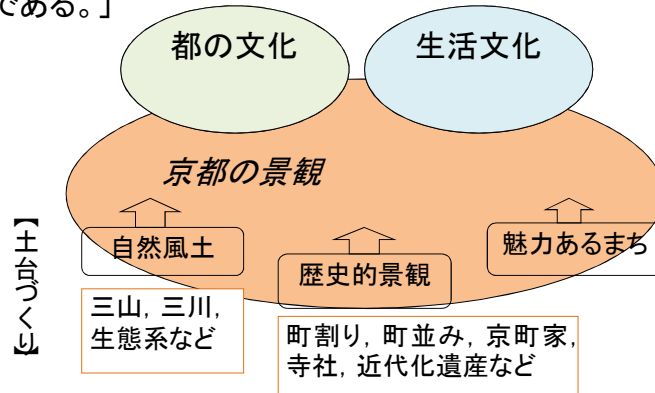 である。」
都の文化
生活文化
京都の景観
【土台づくり】
自然風土
歴史的景観
魅力あるまち
三山，三川，
生態系など
町割り，町並み，京町家，
寺社，近代化遺産など